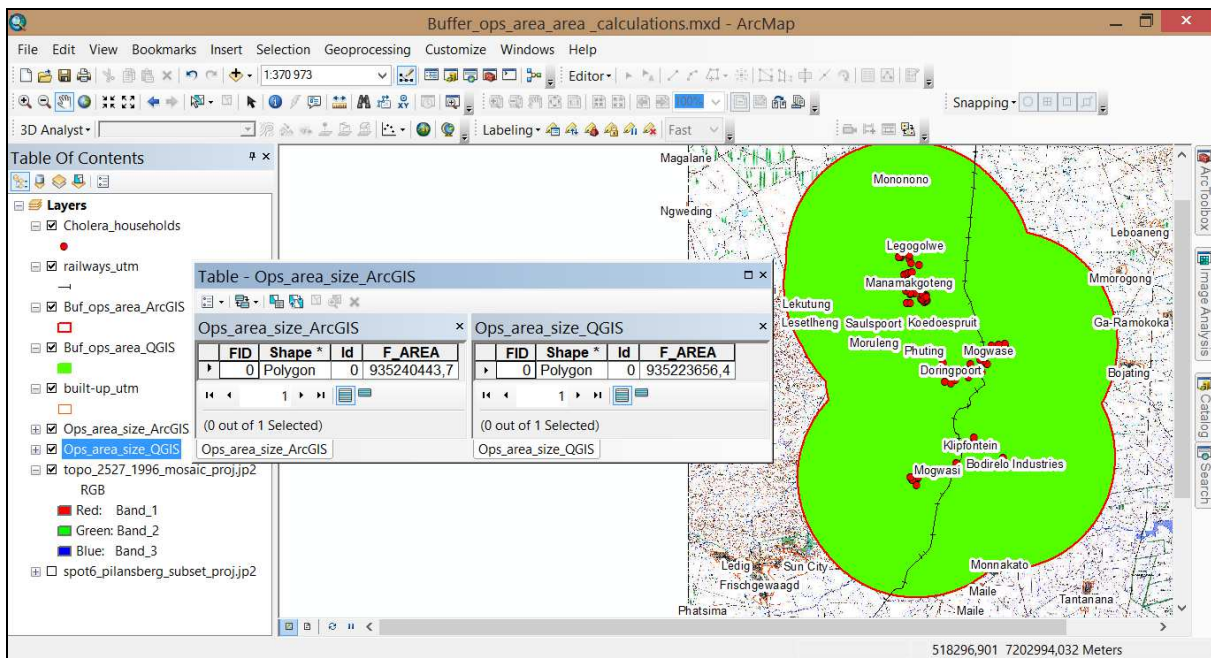 Buffer_ops_area_area _calculations.mxd - ArcMap
File Edit View Bookmarks Insert Selection Geoprocessing Customize Windows Help
1:370 973
Editor
100%
Snapping
3D Analyst
Labeling
Fast
Table Of Contents
Layers
Cholera_households
railways_utm
Buf_ops_area_ArcGIS
Buf_ops_area_QGIS
built-up_utm
Ops_area_size_ArcGIS
Ops_area_size_QGIS
topo_2527_1996_mosaic_proj.jp2
RGB
Red: Band_1
Green: Band_2
Blue: Band_3
spot6_pilansberg_subset_proj.jp2
Table - Ops_area_size_ArcGIS
Ops_area_size_ArcGIS
FID Shape * Id F_AREA
0 Polygon 0 935240443,7
1
(0 out of 1 Selected)
Ops_area_size_ArcGIS
Ops_area_size_QGIS
FID Shape * Id F_AREA
0 Polygon 0 935223656,4
1
(0 out of 1 Selected)
Ops_area_size_QGIS
Magalane
Mononono
Ngweding
Leboaneng
Legogolwe
Manamakgoteng
Mmorogong
Lekutung
Lesetlheng Saulspoort Koedoespruit
Ga-Ramokoka
Moruleng
Phuting
Mogwase
Doringpoort
Bojating
Klipfontein
Mogwasi
Bodirelo Industries
Ledig
Sun City
Monnakato
Frischgewaagd
Maile
Tantanana
Phatsima
Maile
ArcToolbox
Image Analysis
Catalog
Search
518296,901 7202994,032 Meters